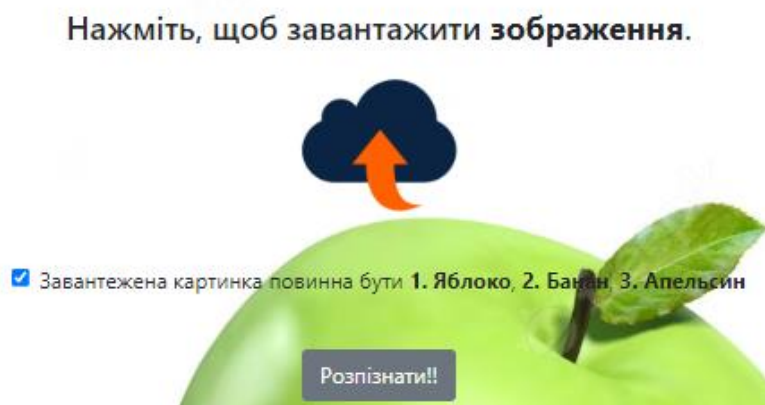 Нажміть, щоб завантажити зображення.
Завантежена картинка повинна бути 1. Яблоко, 2. Банан, 3. Апельсин
Розпізнати!!